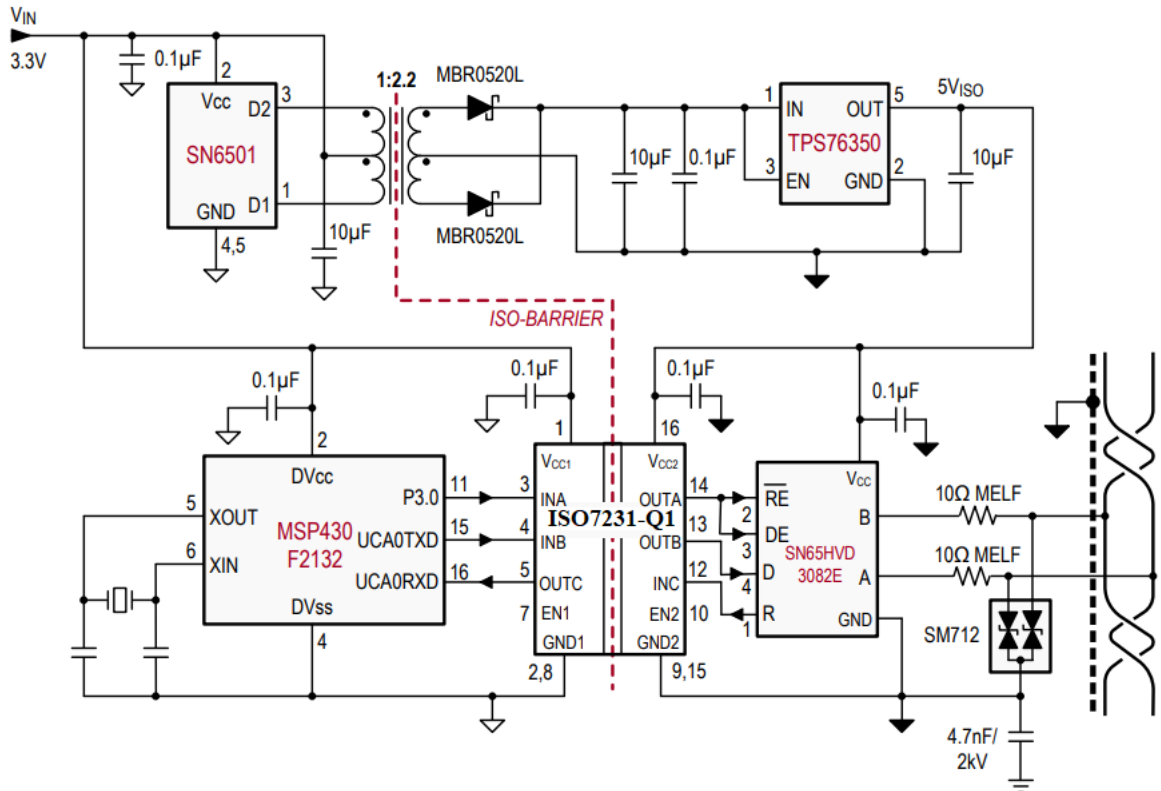 VIN
3.3V
0.1µF
2
Vcc
D2
3
SN6501
D1
1
GND
4,5
10µF
1:2.2
MBR0520L
MBR0520L
10µF
0.1µF
1
IN
OUT
5
TPS76350
3
EN
GND
2
5VISO
10µF
ISO-BARRIER
0.1µF
2
DVcc
5
XOUT
6
XIN
MSP430
F2132
P3.0
11
UCA0TXD
15
UCA0RXD
16
DVss
4
0.1µF
1
VCC1
3
INA
4
INB
5
OUTC
7
EN1
GND1
2,8
ISO7231-Q1
16
VCC2
OUTA
14
OUTB
13
INC
12
EN2
10
GND2
9,15
0.1µF
0.1µF
VCC
RE
2
DE
3
D
4
R
1
SN65HVD
3082E
B
A
GND
10Ω MELF
10Ω MELF
SM712
4.7nF/
2kV